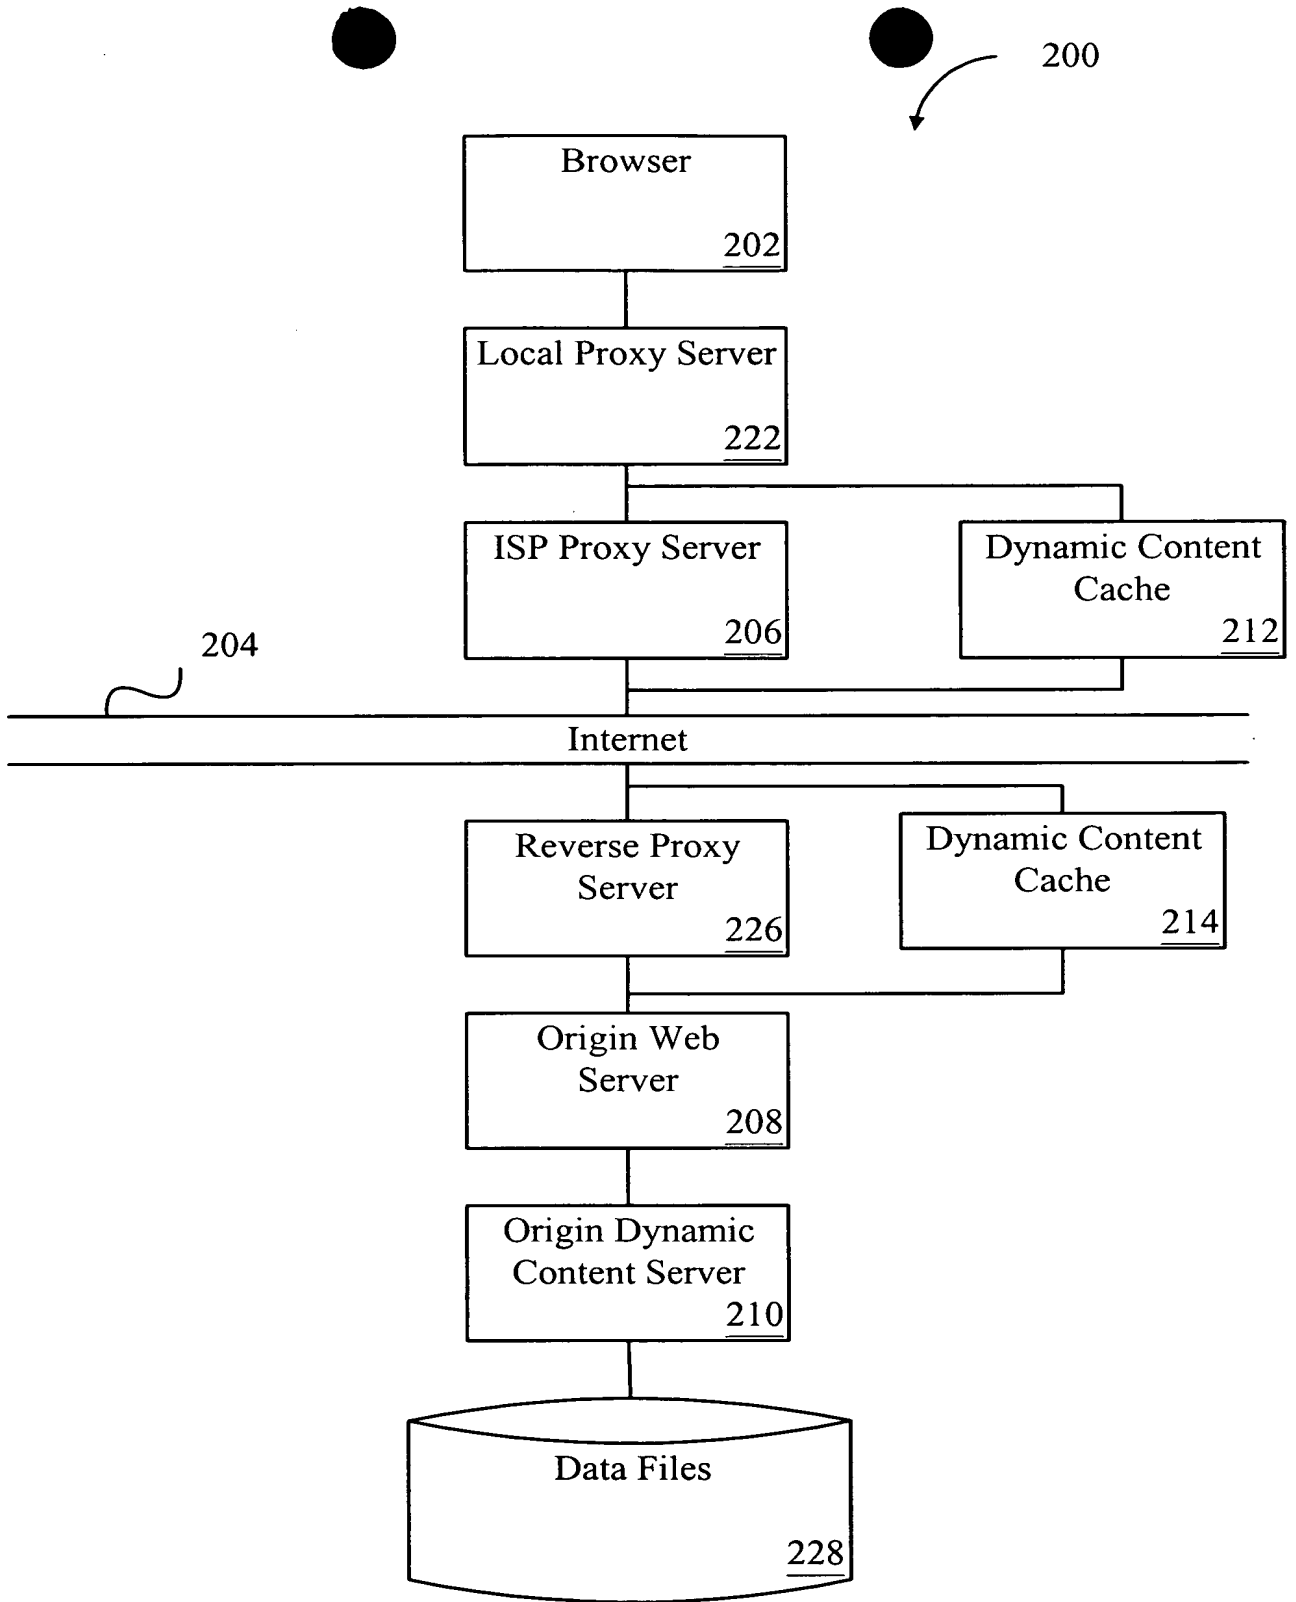 200
Browser
202
Local Proxy Server
222
ISP Proxy Server
206
Dynamic Content
Cache
212
204
Internet
Reverse Proxy
Server
226
Dynamic Content
Cache
214
Origin Web
Server
208
Origin Dynamic
Content Server
210
Data Files
228